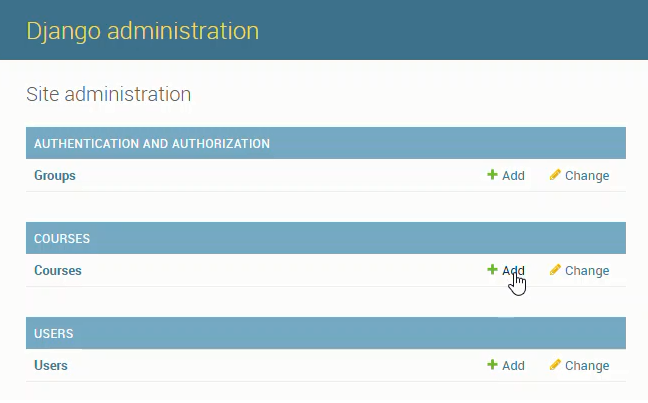 Django administration
Site administration
AUTHENTICATION AND AUTHORIZATION
Groups Add Change
COURSES
Courses Add Change
USERS
Users Add Change